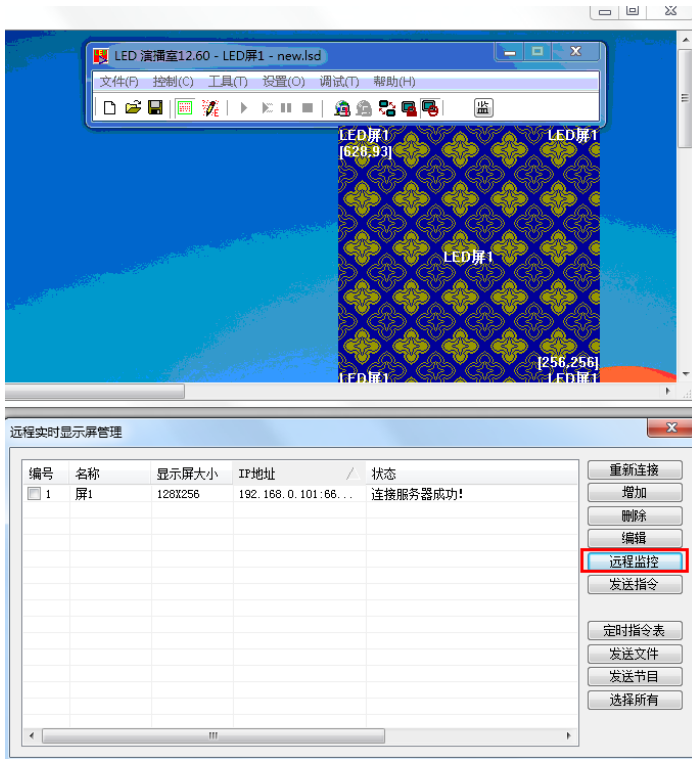 LED 演播室12.60 - LED屏1 - new.lsd
文件(F) 控制(C) 工具(T) 设置(O) 调试(T) 帮助(H)
监
LED屏1 LED屏1
[628,93]
LED屏1
[256,256]
LED屏1 LED屏1
远程实时显示屏管理
编号 名称 显示屏大小 IP地址 状态
1 屏1 128X256 192.168.0.101:66... 连接服务器成功!
重新连接
增加
删除
编辑
远程监控
发送指令
定时指令表
发送文件
发送节目
选择所有